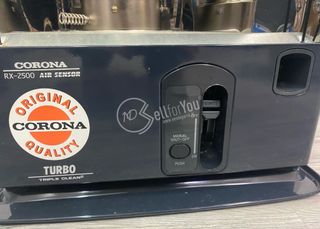 CORONA
RX-2500 AIR SENSOR
ORIGINAL
CORONA
QUALITY
TURBO
TRIPLE CLEAN
SellforYou
MANUAL
SHUT-OFF
PUSH